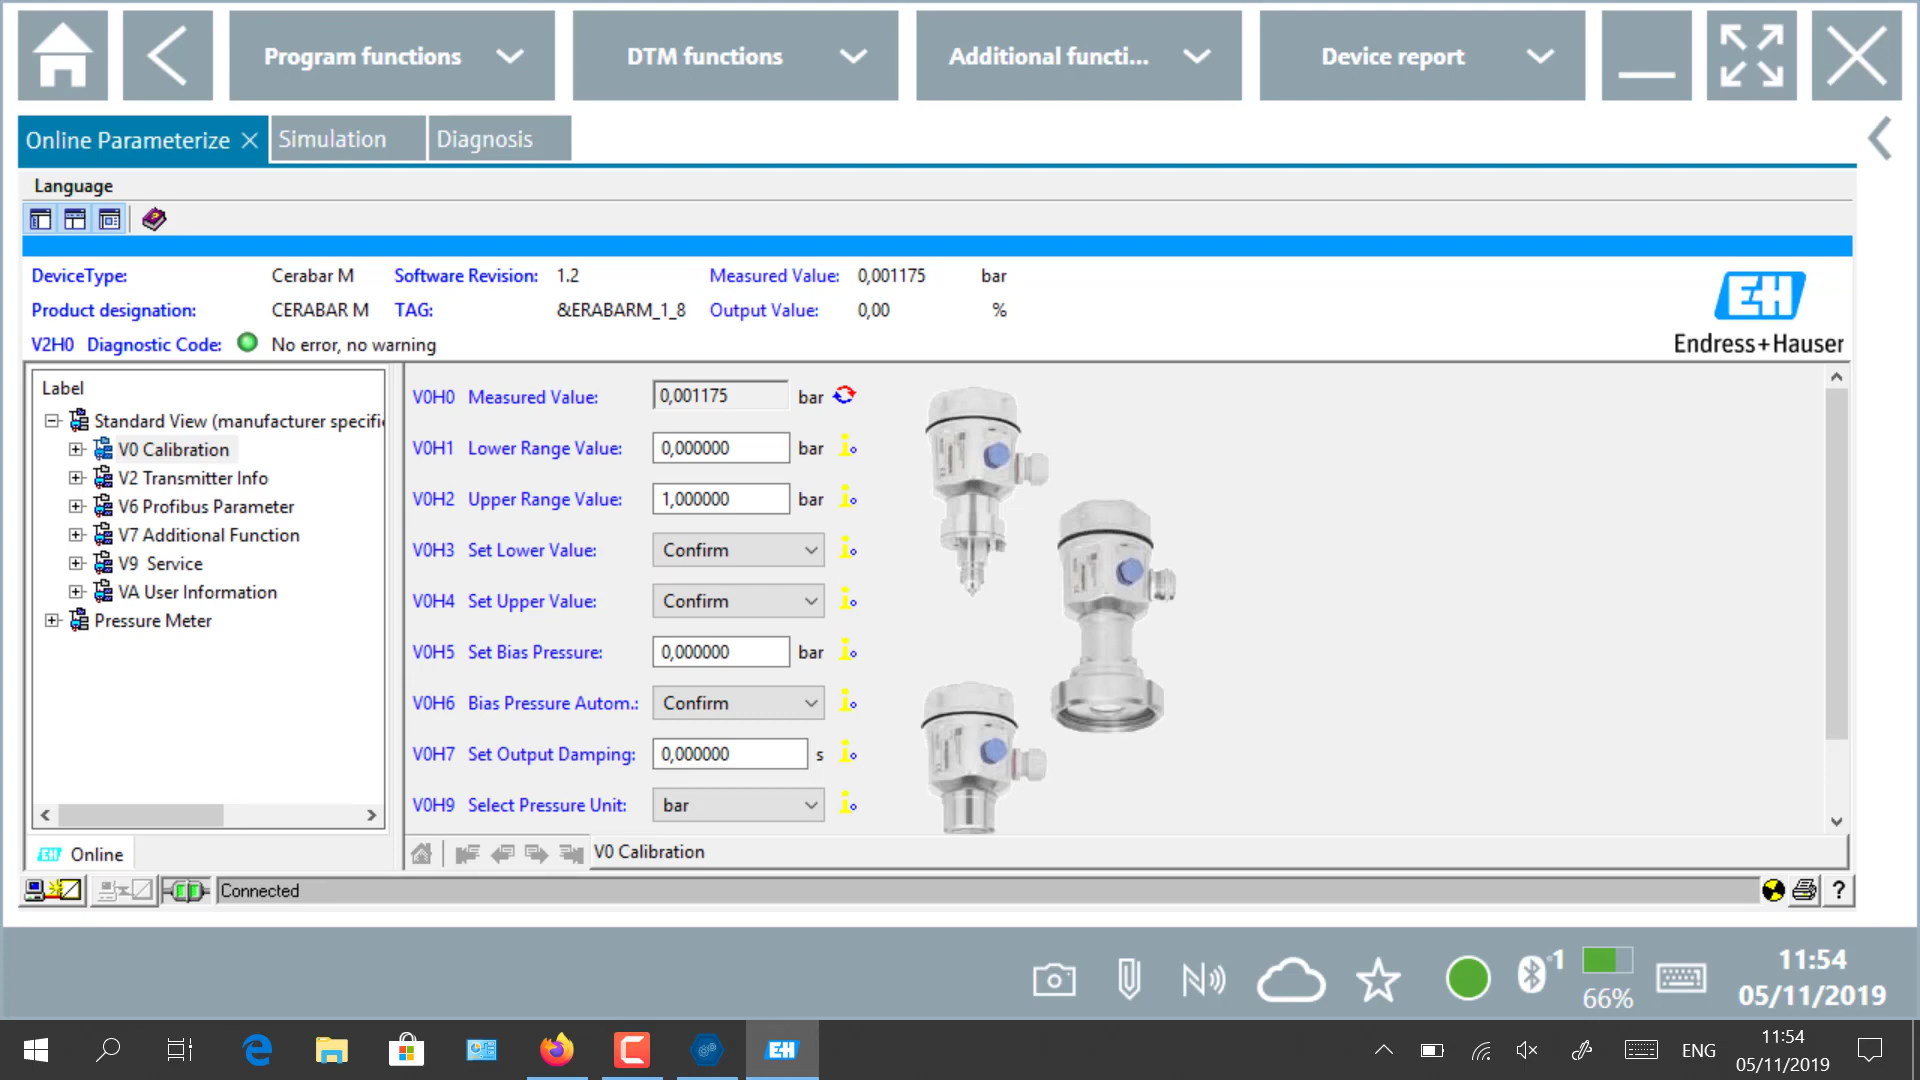 Program functions DTM functions Additional functi... Device report
Online Parameterize Simulation Diagnosis
Language
DeviceType: Cerabar M Software Revision: 1.2 Measured Value: 0,001175 bar
Product designation: CERABAR M TAG: &ERABARM_1_8 Output Value: 0,00 %
V2H0 Diagnostic Code: No error, no warning
EH
Endress+Hauser
Label
Standard View (manufacturer specifi
V0 Calibration
V2 Transmitter Info
V6 Profibus Parameter
V7 Additional Function
V9 Service
VA User Information
Pressure Meter
V0H0 Measured Value: 0,001175 bar
V0H1 Lower Range Value: 0,000000 bar
V0H2 Upper Range Value: 1,000000 bar
V0H3 Set Lower Value: Confirm
V0H4 Set Upper Value: Confirm
V0H5 Set Bias Pressure: 0,000000 bar
V0H6 Bias Pressure Autom.: Confirm
V0H7 Set Output Damping: 0,000000 s
V0H9 Select Pressure Unit: bar
EH Online
V0 Calibration
Connected
?
1
66%
11:54
05/11/2019
EH
ENG
11:54
05/11/2019